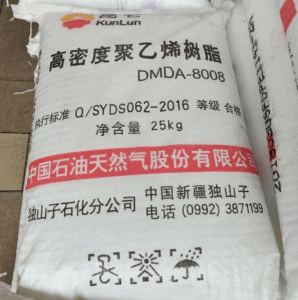 昆仑
KunLun
高密度聚乙烯树脂
DMDA-8008
执行标准 Q/SYDS062-2016 等级 合格
净含量 25kg
中国石油天然气股份有限公司
独山子石化分公司
中国新疆独山子
电话 (0992) 3871199